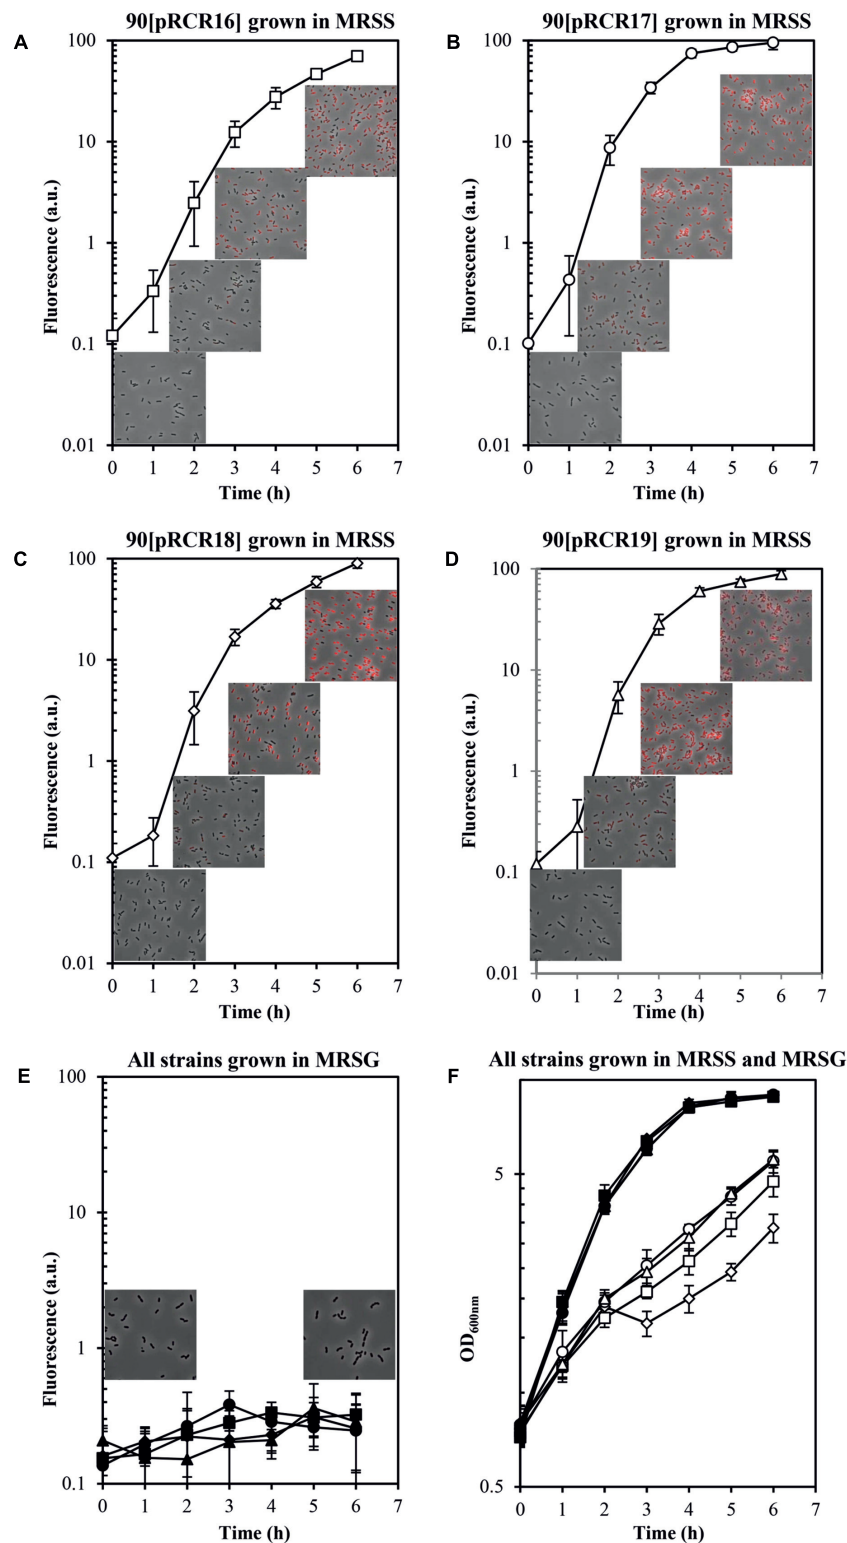 A
90[pRCR16] grown in MRSS
100
10
1
0.1
0.01
Fluorescence (a.u.)
0 1 2 3 4 5 6 7
Time (h)
B
90[pRCR17] grown in MRSS
100
10
1
0.1
0.01
Fluorescence (a.u.)
0 1 2 3 4 5 6 7
Time (h)
C
90[pRCR18] grown in MRSS
100
10
1
0.1
0.01
Fluorescence (a.u.)
0 1 2 3 4 5 6 7
Time (h)
D
90[pRCR19] grown in MRSS
100
10
1
0.1
0.01
Fluorescence (a.u.)
0 1 2 3 4 5 6 7
Time (h)
E
All strains grown in MRSG
100
10
1
0.1
Fluorescence (a.u.)
0 1 2 3 4 5 6 7
Time (h)
F
All strains grown in MRSS and MRSG
5
0.5
OD600nm
0 1 2 3 4 5 6 7
Time (h)